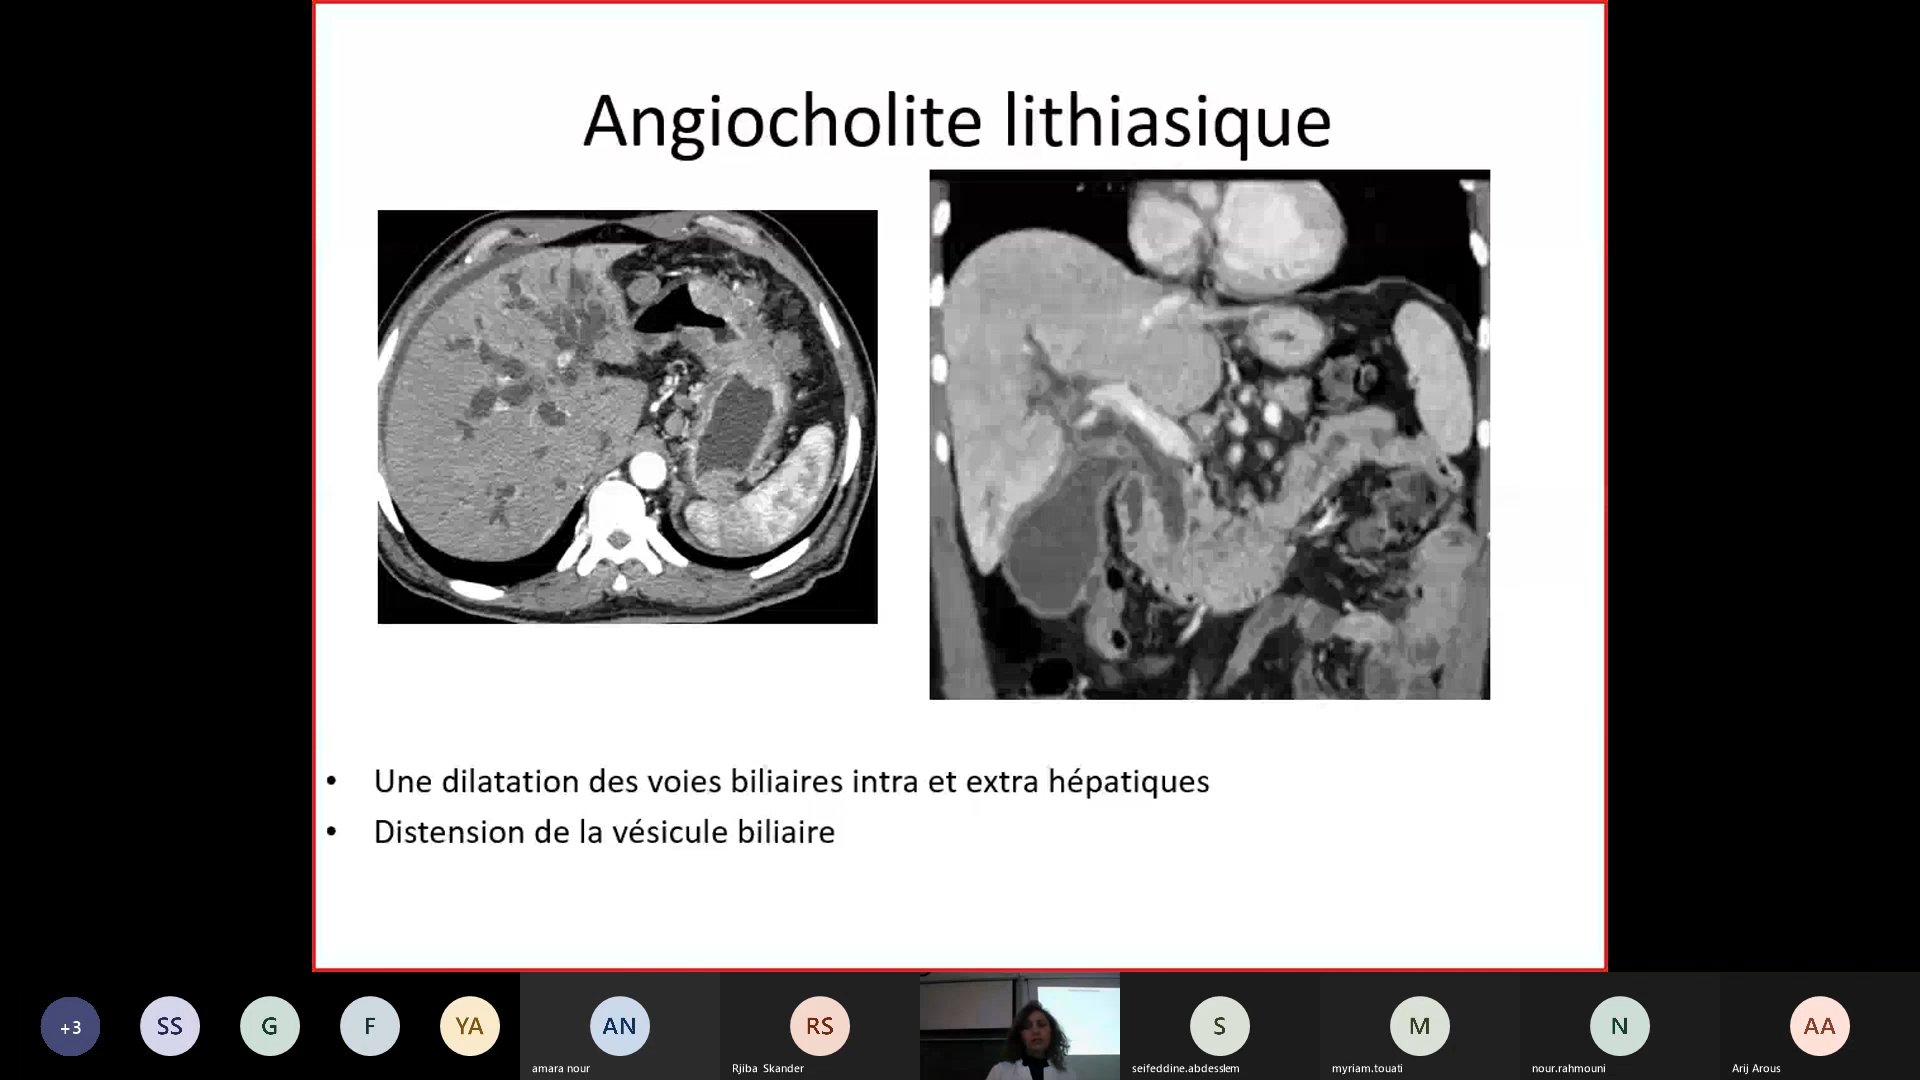 Angiocholite lithiasique
• Une dilatation des voies biliaires intra et extra hépatiques
• Distension de la vésicule biliaire
+3
SS
G
F
YA
AN
RS
S
M
N
AA
amara nour
Rjiba Skander
seifeddine.abdesslem
myriam.touati
nour.rahmouni
Arij Arous